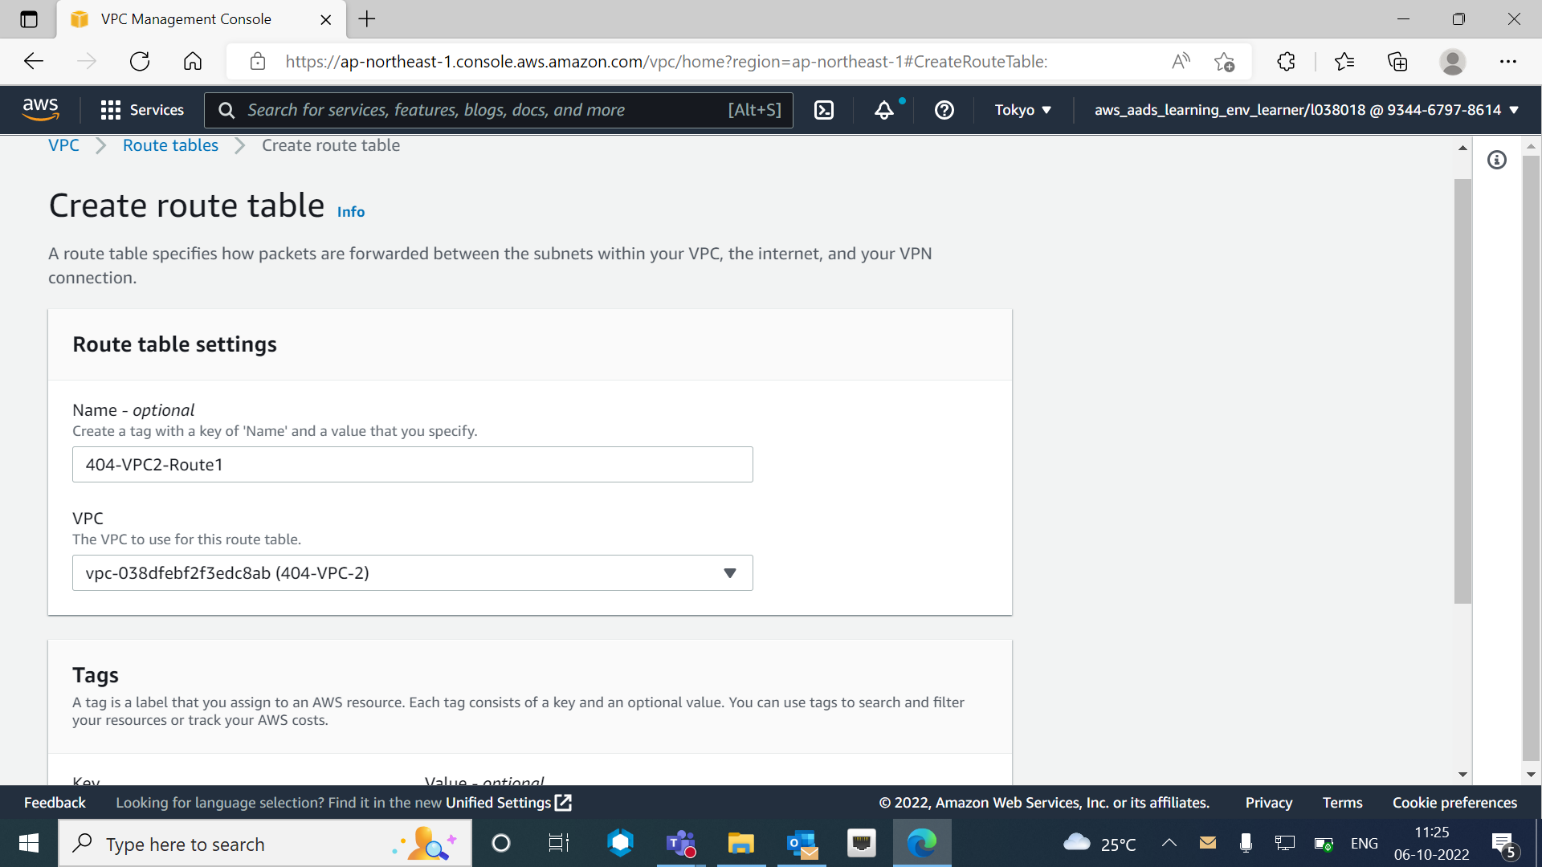 VPC Management Console
https://ap-northeast-1.console.aws.amazon.com/vpc/home?region=ap-northeast-1#CreateRouteTable:
aws
Services
Search for services, features, blogs, docs, and more
[Alt+S]
Tokyo
aws_aads_learning_env_learner/l038018 @ 9344-6797-8614
VPC
Route tables
Create route table
Create route table Info
A route table specifies how packets are forwarded between the subnets within your VPC, the internet, and your VPN
connection.
Route table settings
Name - optional
Create a tag with a key of 'Name' and a value that you specify.
404-VPC2-Route1
VPC
The VPC to use for this route table.
vpc-038dfebf2f3edc8ab (404-VPC-2)
Tags
A tag is a label that you assign to an AWS resource. Each tag consists of a key and an optional value. You can use tags to search and filter
your resources or track your AWS costs.
Key
Value - optional
Feedback
Looking for language selection? Find it in the new Unified Settings
© 2022, Amazon Web Services, Inc. or its affiliates.
Privacy
Terms
Cookie preferences
Type here to search
25°C
ENG
11:25
06-10-2022
5